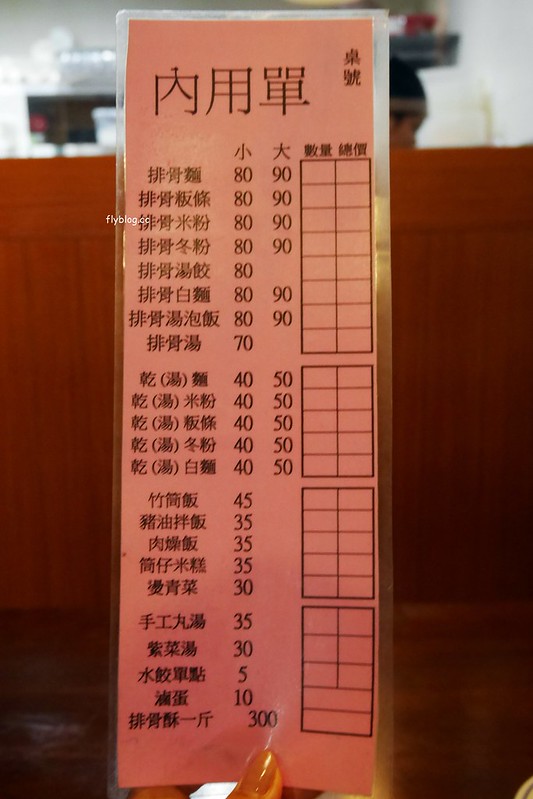 桌號
內用單
小 大 數量 總價
排骨麵 80 90
排骨粄條 80 90
排骨米粉 80 90
flyblog.cc
排骨冬粉 80 90
排骨湯餃 80
排骨白麵 80 90
排骨湯泡飯 80 90
排骨湯 70
乾(湯)麵 40 50
乾(湯)米粉 40 50
乾(湯)粄條 40 50
乾(湯)冬粉 40 50
乾(湯)白麵 40 50
竹筒飯 45
豬油拌飯 35
肉燥飯 35
筒仔米糕 35
燙青菜 30
手工丸湯 35
紫菜湯 30
水餃單點 5
滷蛋 10
排骨酥一斤 300